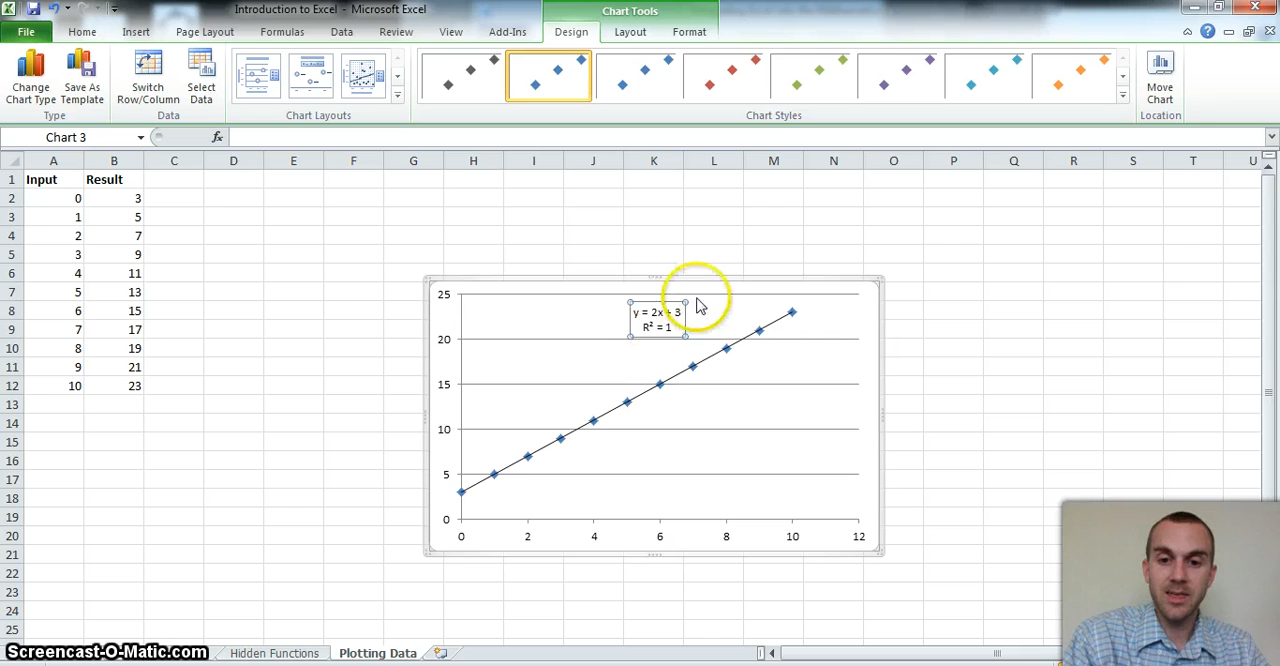 Introduction to Excel - Microsoft Excel
Chart Tools
File Home Insert Page Layout Formulas Data Review View Add-Ins Design Layout Format
Change Chart Type
Save As Template
Type
Switch Row/Column
Select Data
Data
Chart Layouts
Chart Styles
Move Chart
Location
Chart 3
fx
A B C D E F G H I J K L M N O P Q R S T U
1 Input Result
2 0 3
3 1 5
4 2 7
5 3 9
6 4 11
7 5 13
8 6 15
9 7 17
10 8 19
11 9 21
12 10 23
13
14
15
16
17
18
19
20
21
22
23
24
25
25
20
15
10
5
0
y = 2x + 3
R² = 1
0 2 4 6 8 10 12
Screencast-O-Matic.com
Hidden Functions Plotting Data